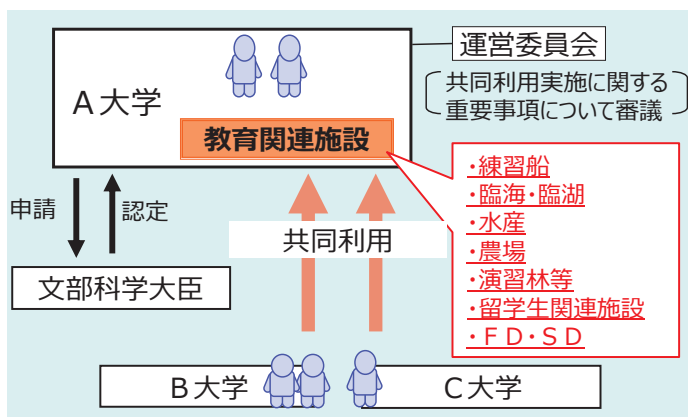 運営委員会
共同利用実施に関する
重要事項について審議
A大学
教育関連施設
・練習船
・臨海・臨湖
・水産
・農場
・演習林等
・留学生関連施設
・FD・SD
申請
認定
共同利用
文部科学大臣
B大学
C大学